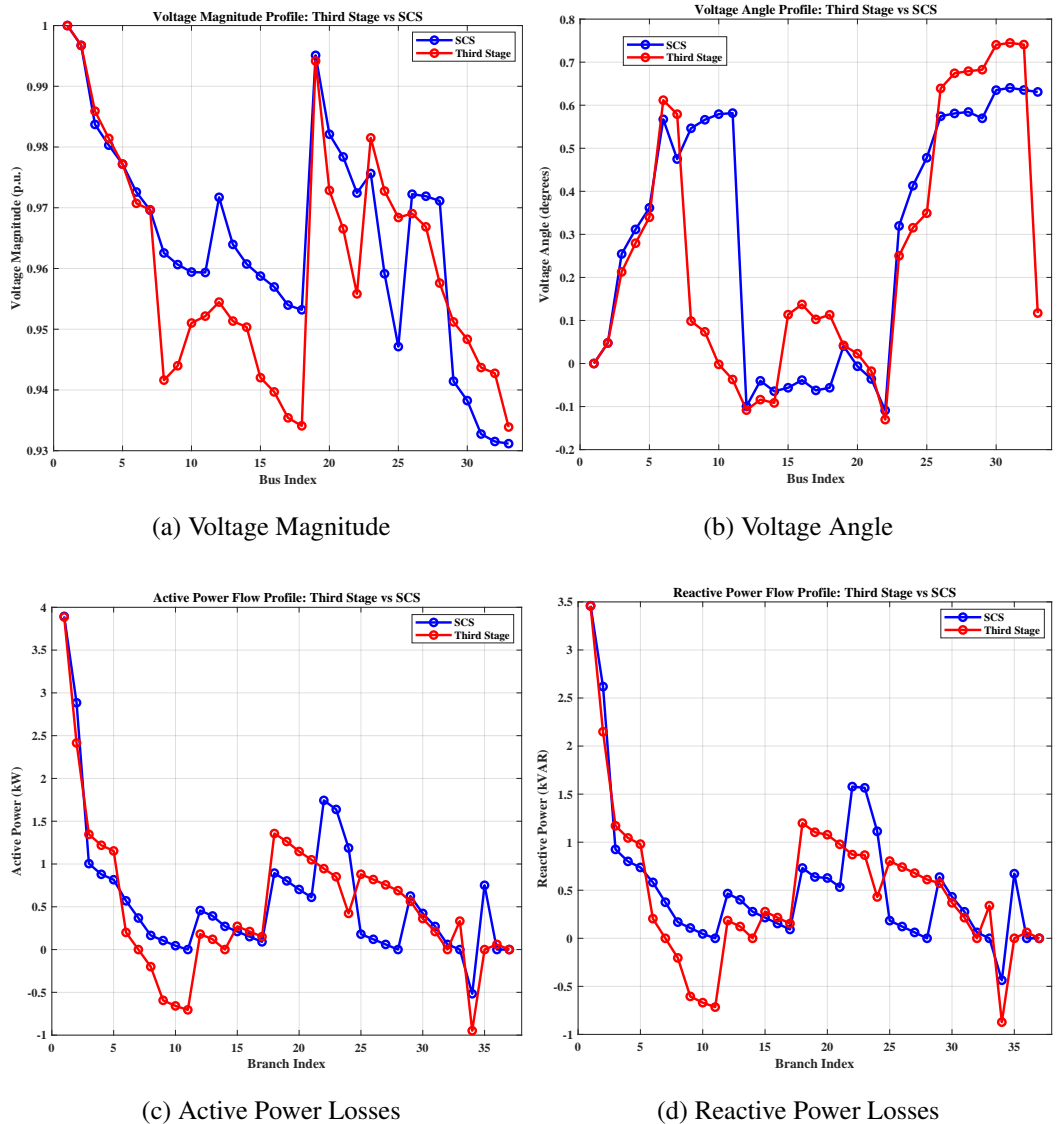 Voltage Magnitude Profile: Third Stage vs SCS
1
0.99
0.98
0.97
0.96
0.95
0.94
0.93
Voltage Magnitude (p.u.)
SCS
Third Stage
0 5 10 15 20 25 30
Bus Index
(a) Voltage Magnitude
Voltage Angle Profile: Third Stage vs SCS
0.8
0.7
0.6
0.5
0.4
0.3
0.2
0.1
0
-0.1
-0.2
Voltage Angle (degrees)
SCS
Third Stage
0 5 10 15 20 25 30
Bus Index
(b) Voltage Angle
Active Power Flow Profile: Third Stage vs SCS
4
3.5
3
2.5
2
1.5
1
0.5
0
-0.5
-1
Active Power (kW)
SCS
Third Stage
0 5 10 15 20 25 30 35
Branch Index
(c) Active Power Losses
Reactive Power Flow Profile: Third Stage vs SCS
3.5
3
2.5
2
1.5
1
0.5
0
-0.5
-1
Reactive Power (kVAR)
SCS
Third Stage
0 5 10 15 20 25 30 35
Branch Index
(d) Reactive Power Losses